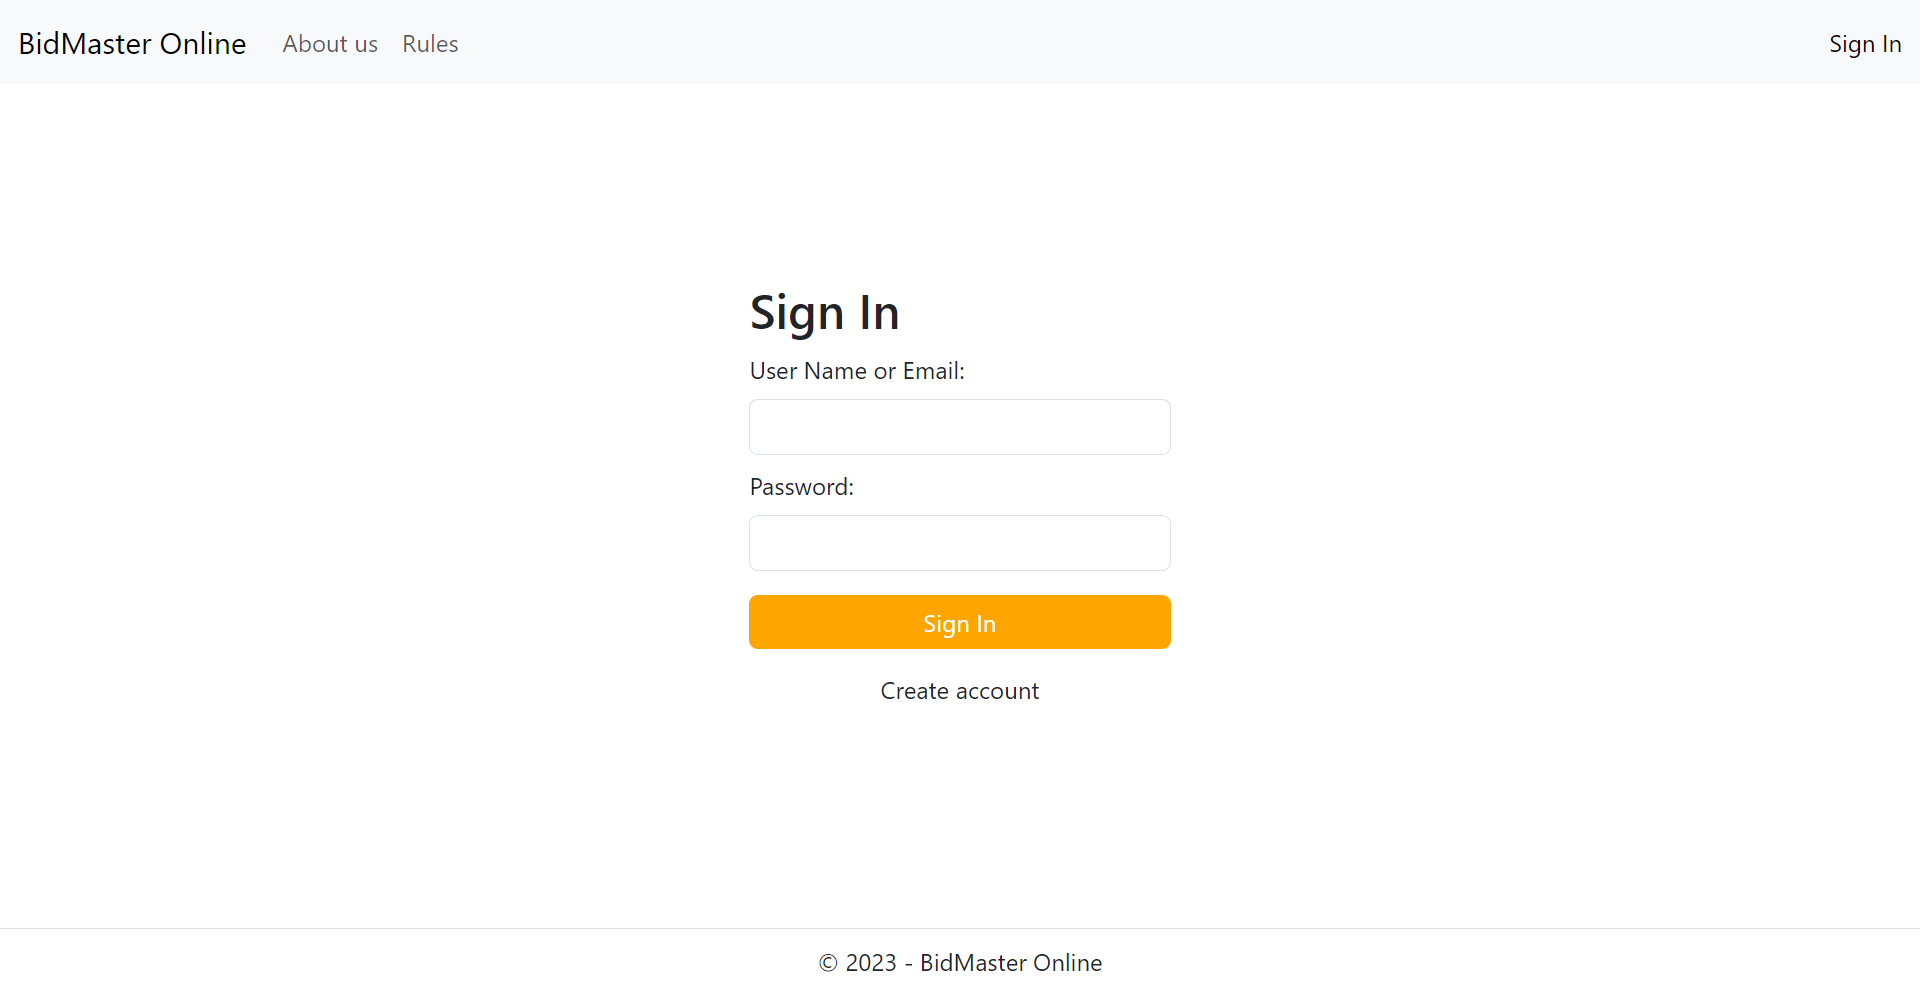 BidMaster Online About us Rules Sign In
Sign In
User Name or Email:
Password:
Sign In
Create account
© 2023 - BidMaster Online